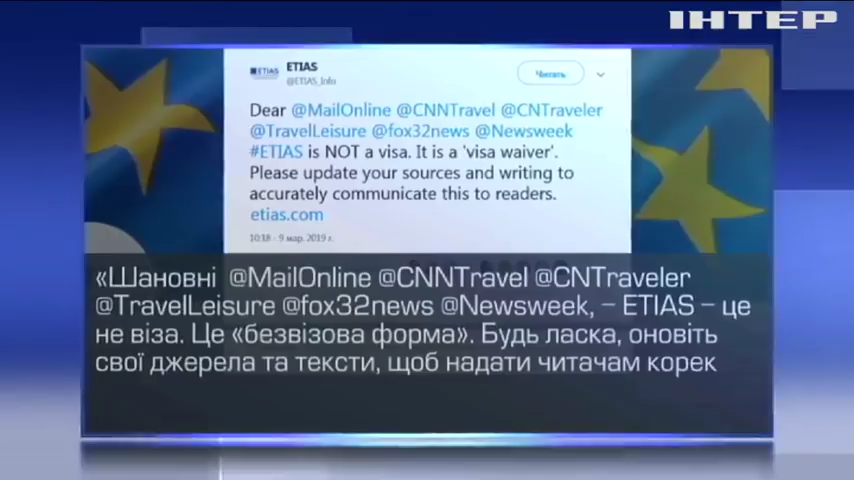 ІНТЕР
ETIAS ETIAS
@ETIAS_Info
Читать
Dear @MailOnline @CNNTravel @CNTraveler
@TravelLeisure @fox32news @Newsweek
#ETIAS is NOT a visa. It is a 'visa waiver'.
Please update your sources and writing to
accurately communicate this to readers.
etias.com
10:18 - 9 мар. 2019 г.
«Шановні @MailOnline @CNNTravel @CNTraveler
@TravelLeisure @fox32news @Newsweek, – ETIAS – це
не віза. Це «безвізова форма». Будь ласка, оновіть
свої джерела та тексти, щоб надати читачам корек